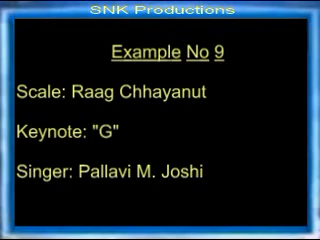 SNK Productions
Example No 9
Scale: Raag Chhayanut
Keynote: "G"
Singer: Pallavi M. Joshi